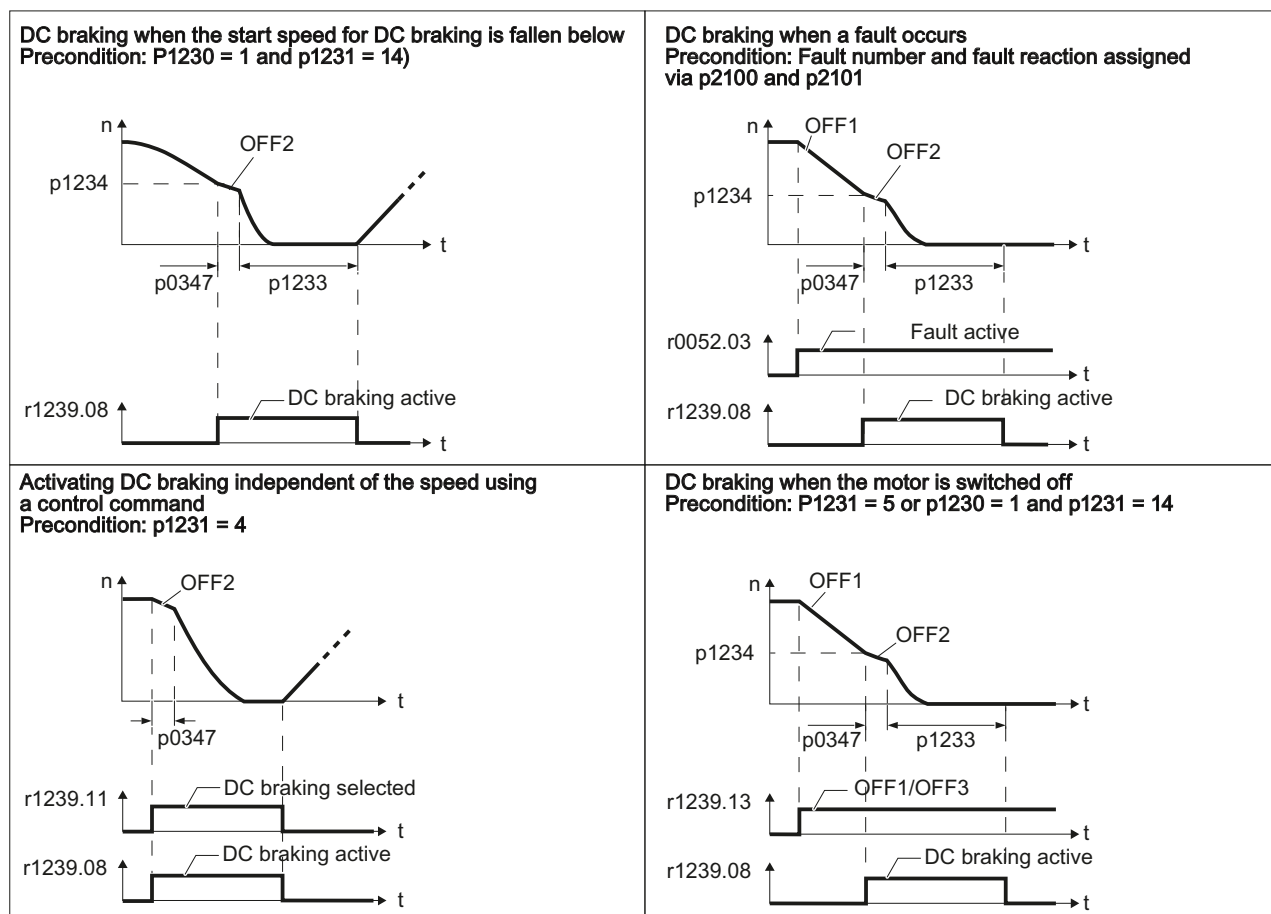 DC braking when the start speed for DC braking is fallen below
Precondition: P1230 = 1 and p1231 = 14)
n
OFF2
p1234
t
p0347
p1233
DC braking active
r1239.08
t
DC braking when a fault occurs
Precondition: Fault number and fault reaction assigned
via p2100 and p2101
n
OFF1
OFF2
p1234
t
p0347
p1233
r0052.03
Fault active
t
r1239.08
DC braking active
t
Activating DC braking independent of the speed using
a control command
Precondition: p1231 = 4
n
OFF2
t
p0347
r1239.11
DC braking selected
t
r1239.08
DC braking active
t
DC braking when the motor is switched off
Precondition: P1231 = 5 or p1230 = 1 and p1231 = 14
n
OFF1
OFF2
p1234
t
p0347
p1233
r1239.13
OFF1/OFF3
t
r1239.08
DC braking active
t